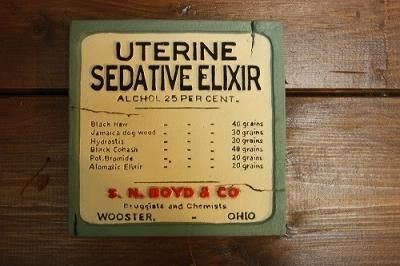 UTERINE
SEDATIVE ELIXIR
ALCHOL 25 PER CENT.
Black Haw - - - 40 grains
Jamaica dog wood - - - 30 grains
Hydrastis - - - 30 grains
Black Cohash - - - 48 grains
Pot. Bromide - - - 20 grains
Alomatic Elixir - - - 20 grains
S. N. BOYD & CO
Druggists and Chemists
WOOSTER, - OHIO